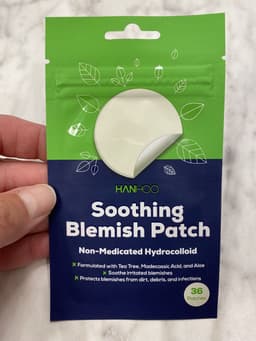 HANHOO
Soothing
Blemish Patch
Non-Medicated Hydrocolloid
× Formulated with Tea Tree, Madecassic Acid, and Aloe
× Soothe irritated blemishes
× Protects blemishes from dirt, debris, and infections
36
Patches